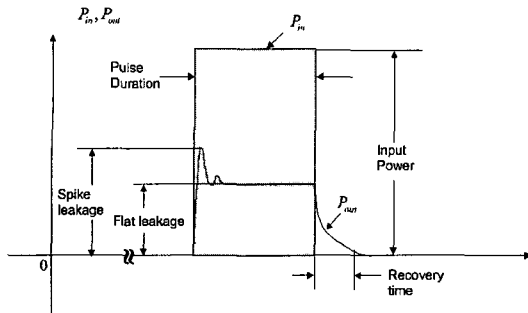 P_in, P_out
P_in
Pulse
Duration
Input
Power
Spike
leakage
Flat leakage
P_out
0
Recovery
time